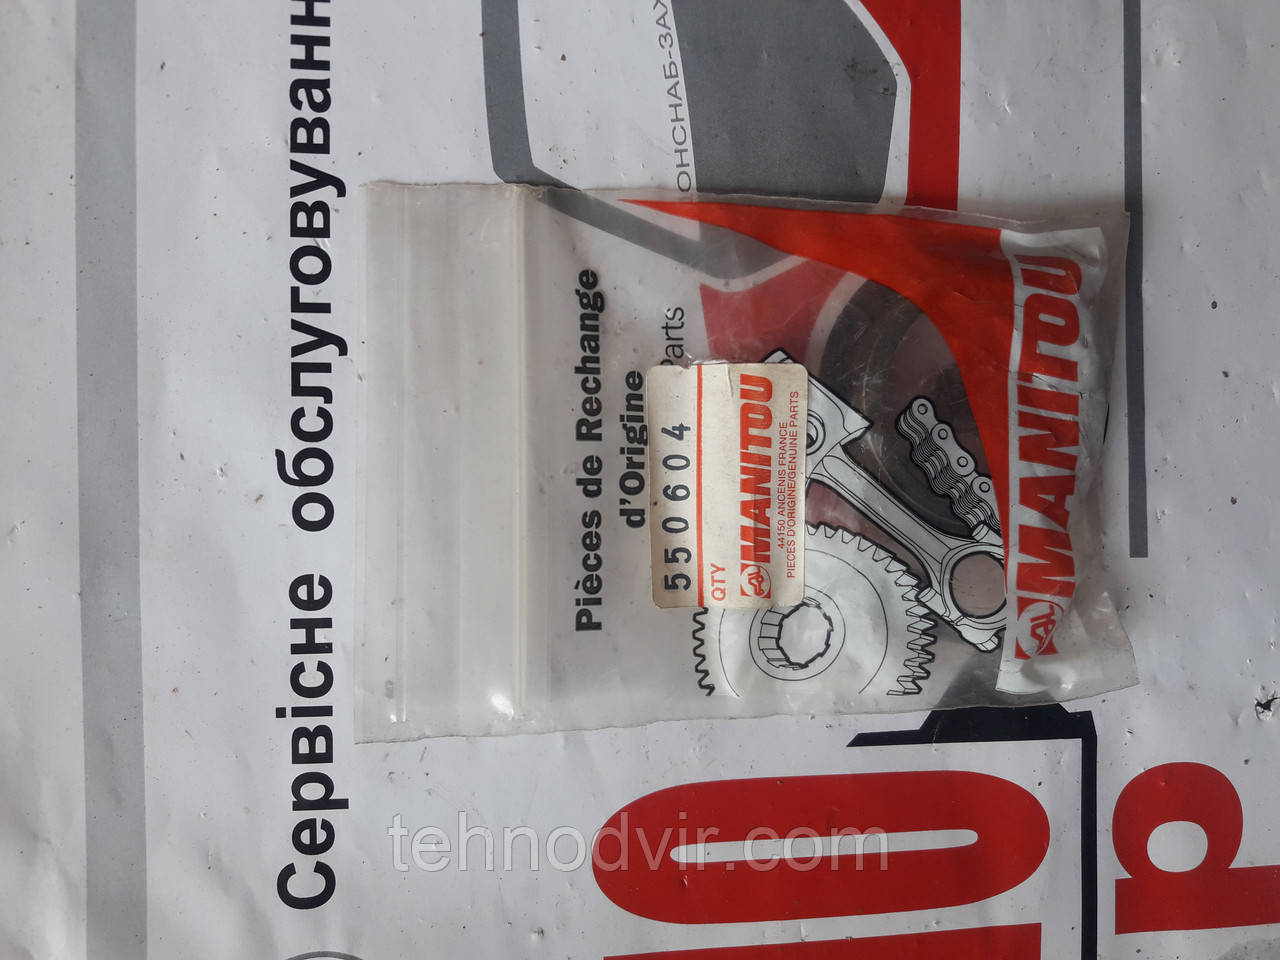 Сервісне обслуговуванн
ОНСНАБ-ЗАХ
Pièces de Rechange
d'Origine
Parts
550604
QTY
MANITOU
44150 ANCENIS FRANCE
PIECES D'ORIGINE/GENUINE PARTS
MANITOU
tehnodvir.com